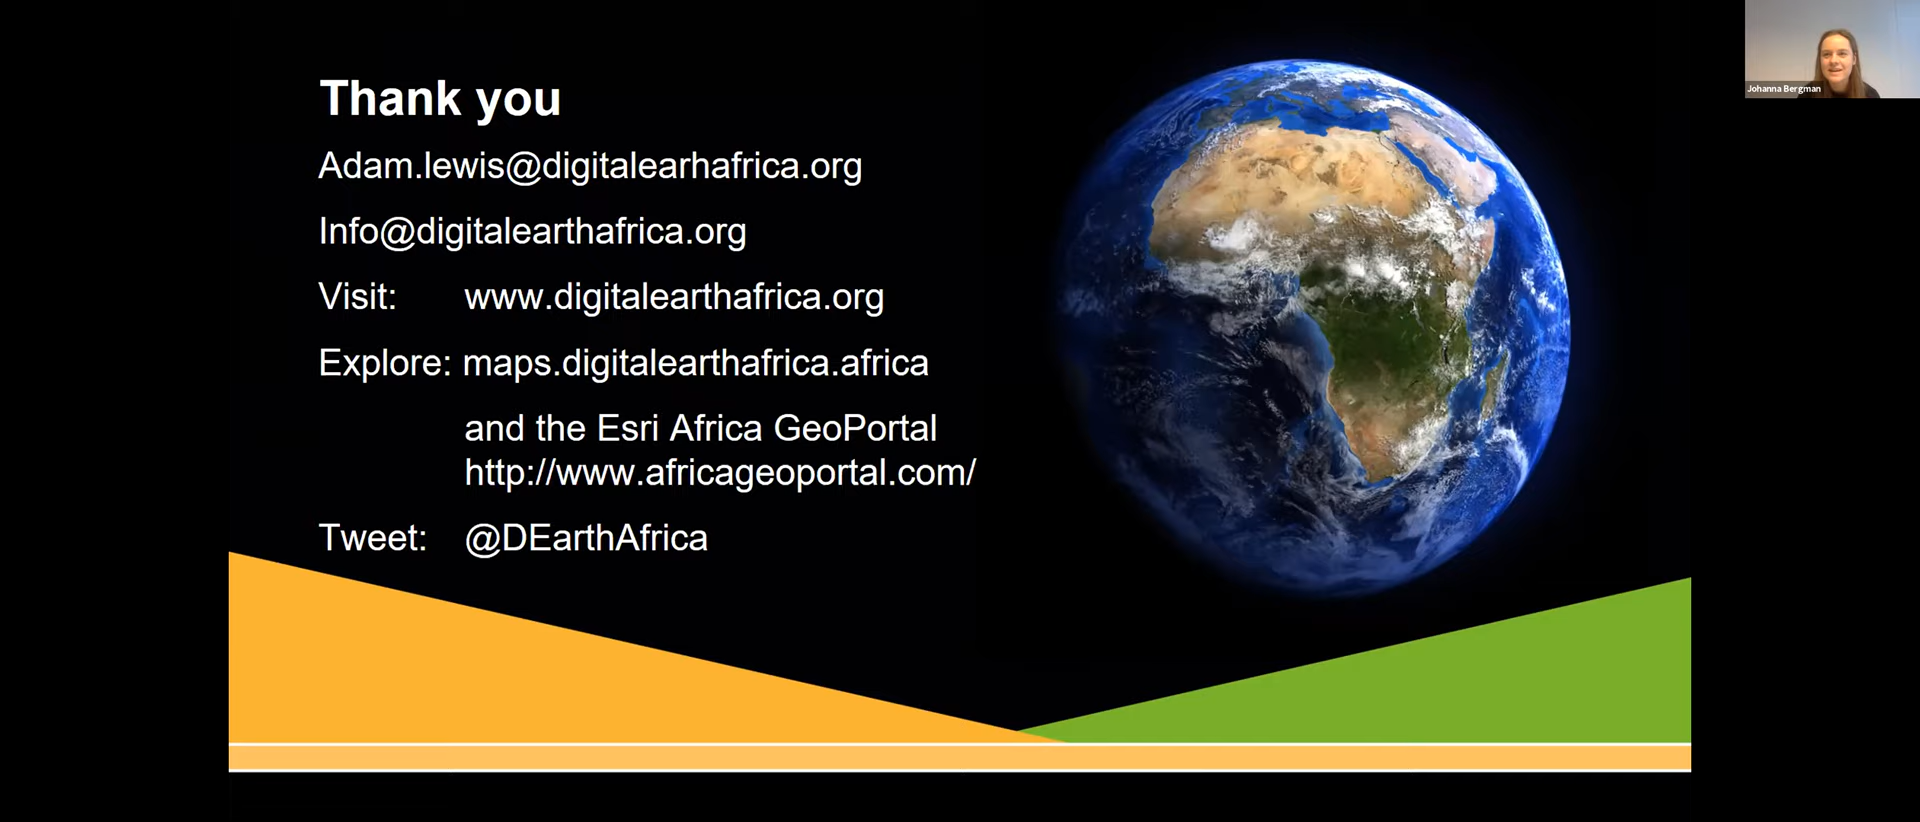 Thank you
Adam.lewis@digitalearhafrica.org
Info@digitalearthafrica.org
Visit: www.digitalearthafrica.org
Explore: maps.digitalearthafrica.africa
and the Esri Africa GeoPortal
http://www.africageoportal.com/
Tweet: @DEarthAfrica
Johanna Bergman